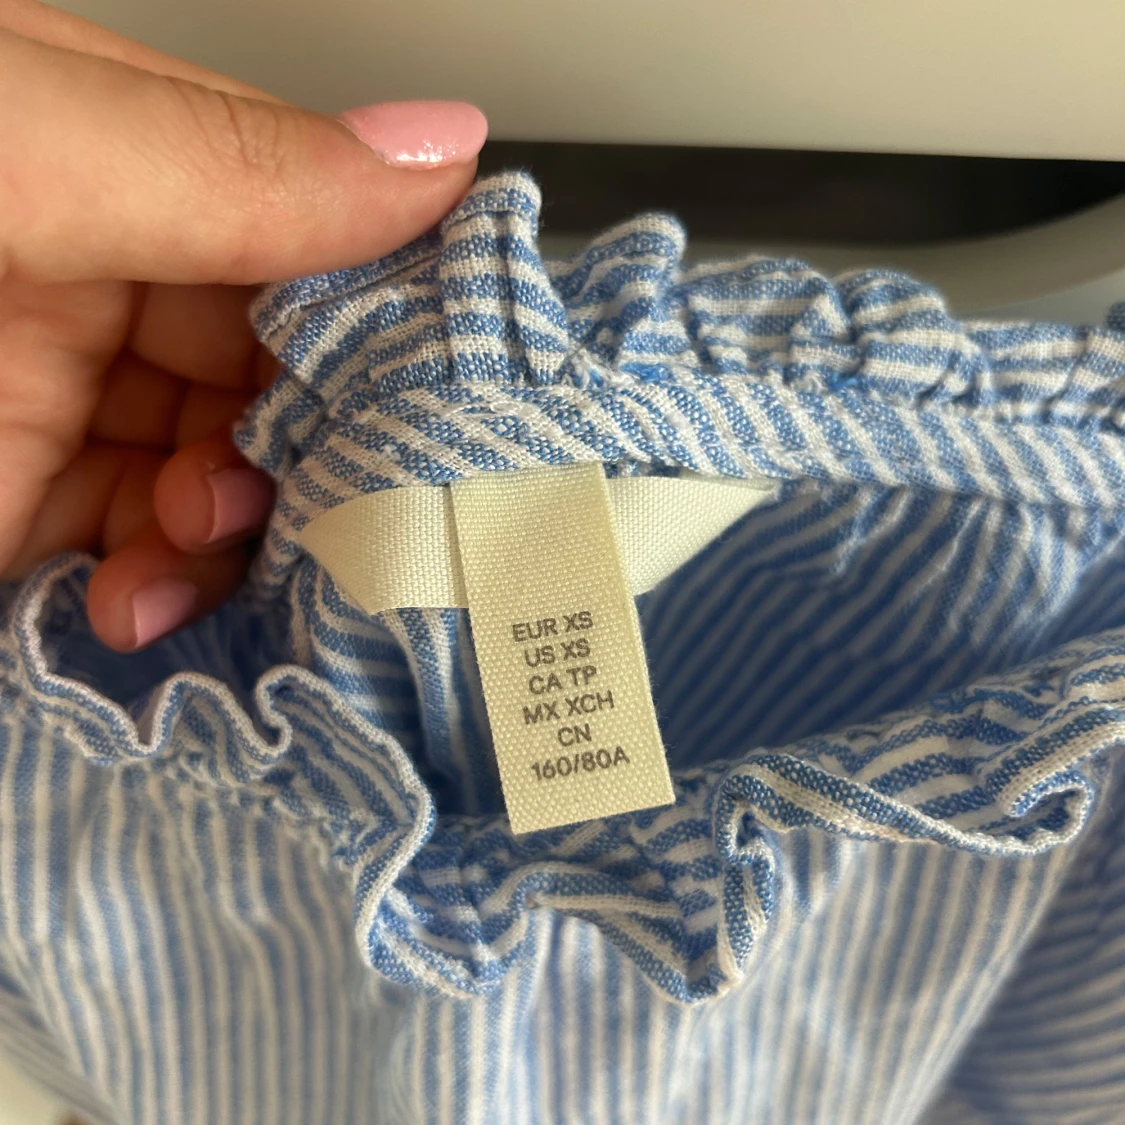 EUR XS
US XS
CA TP
MX XCH
CN
160/80A